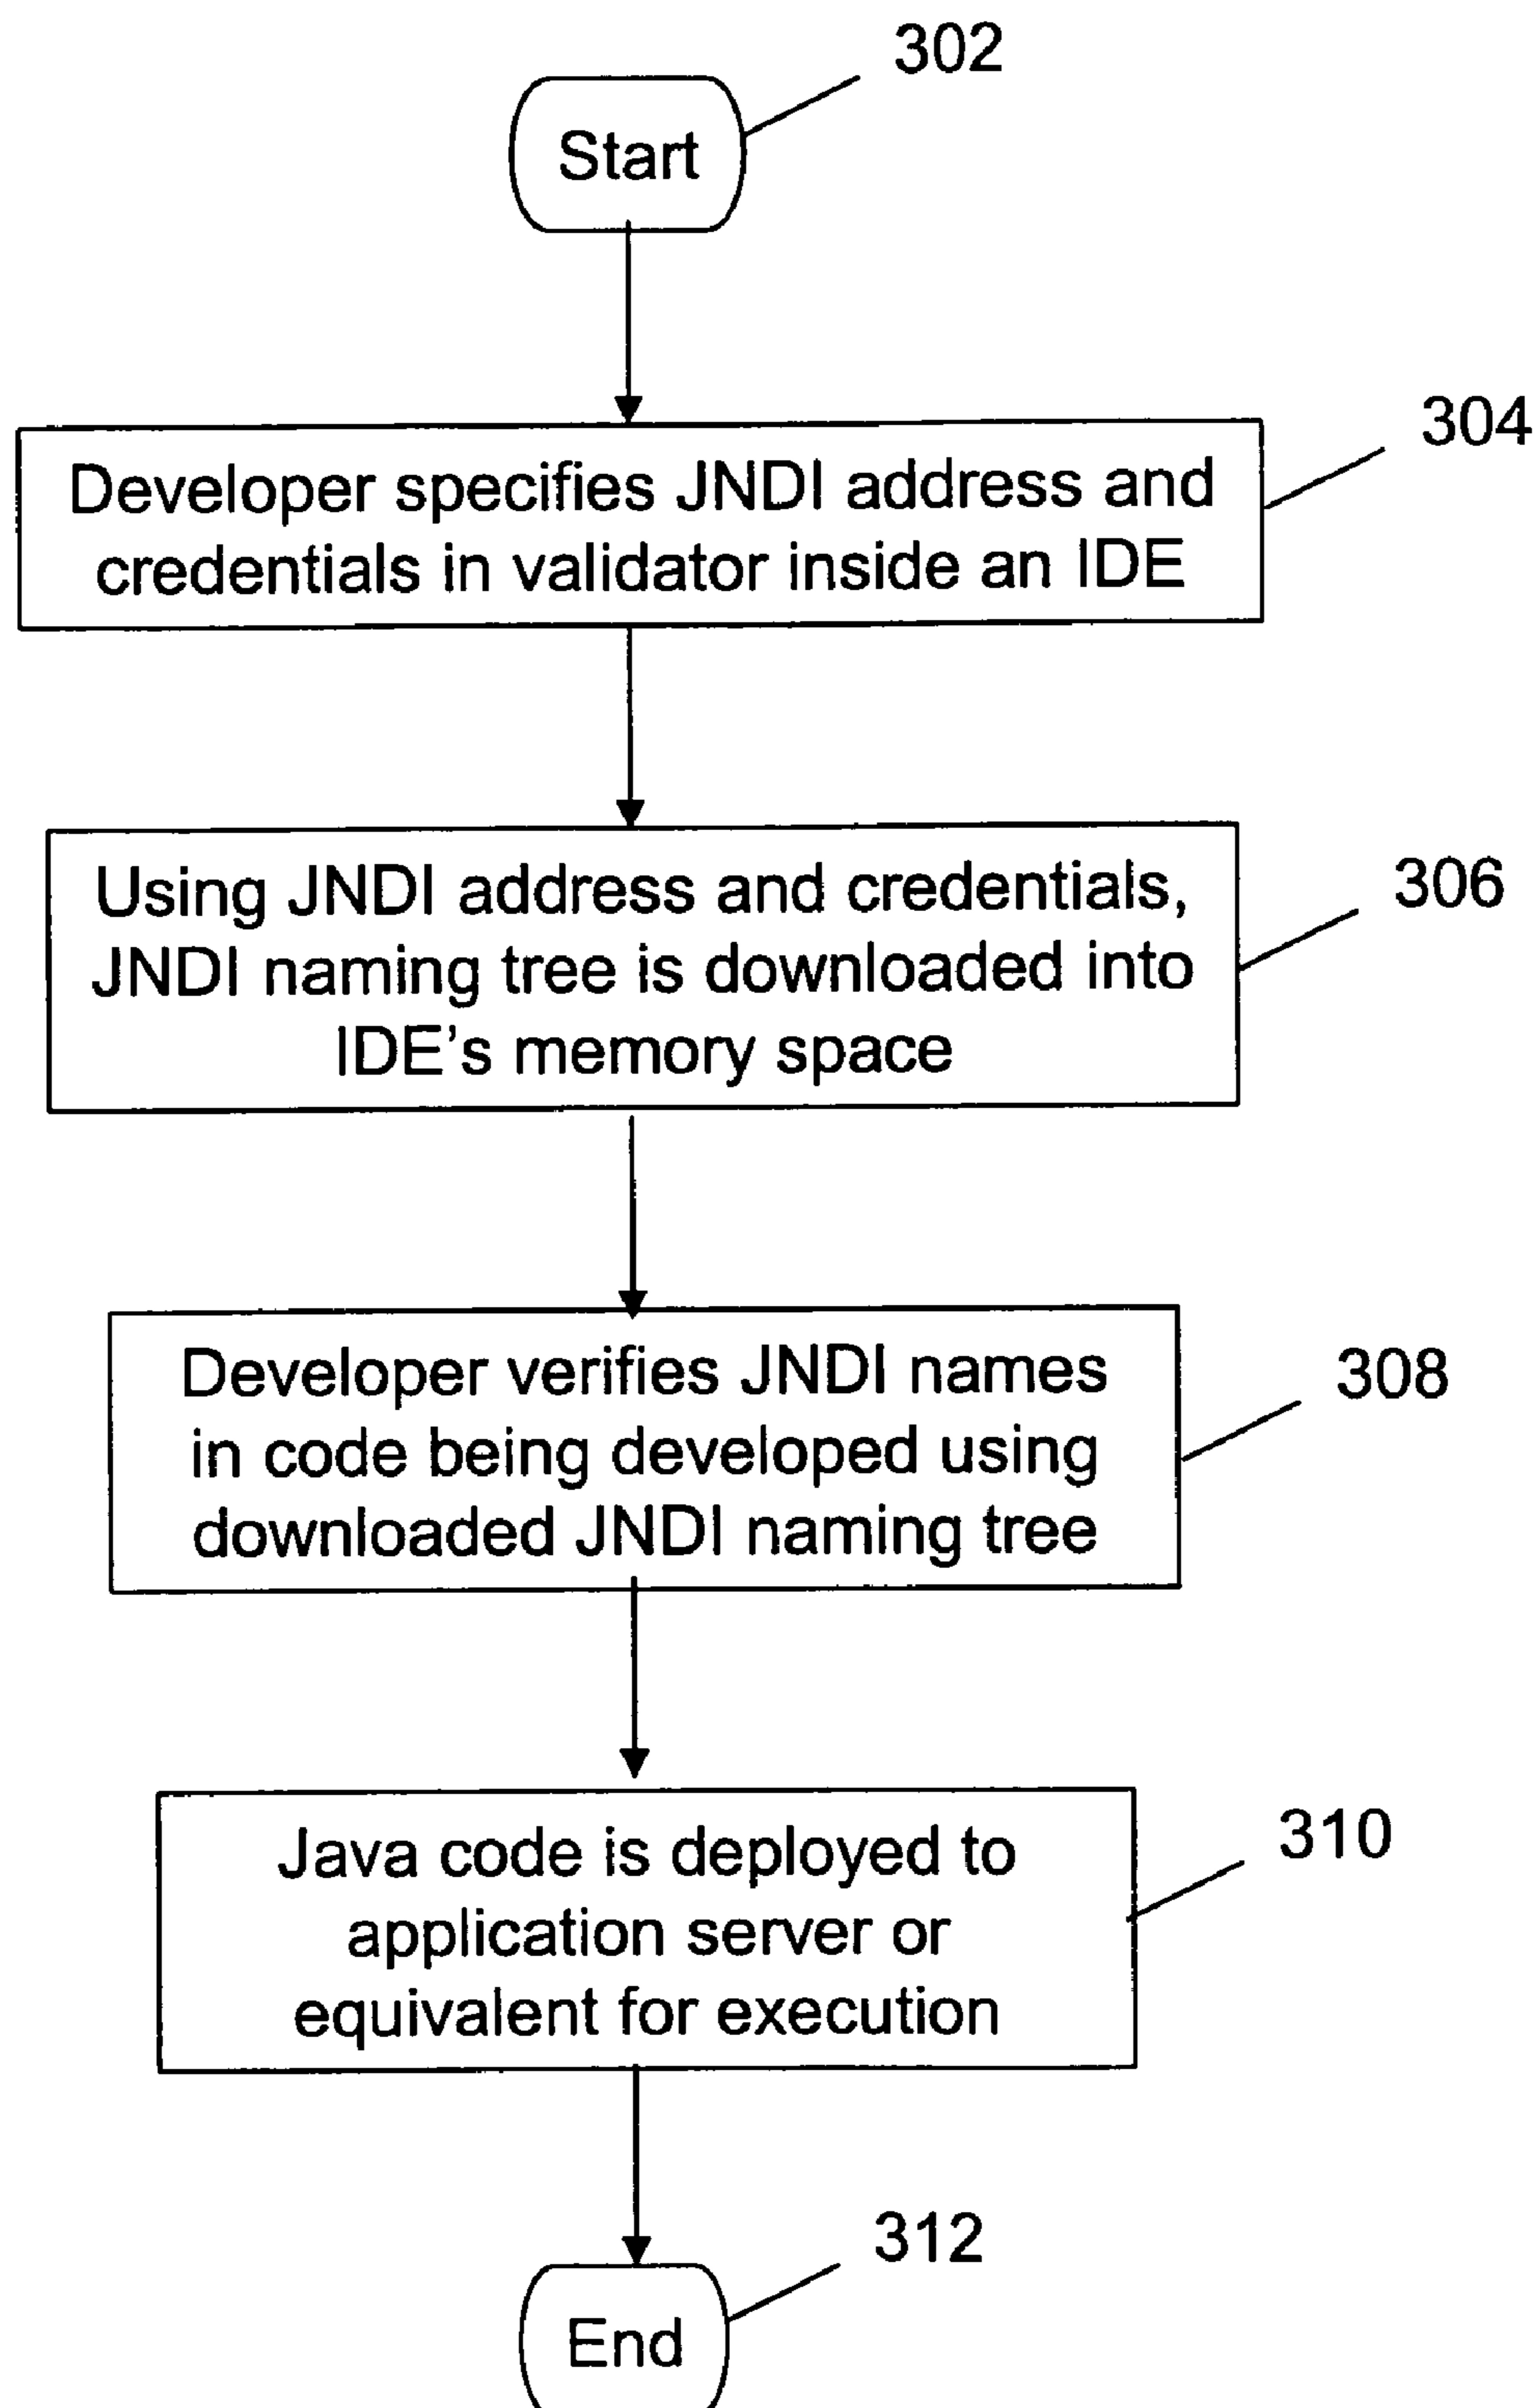 302
Start
304
Developer specifies JNDI address and
credentials in validator inside an IDE
306
Using JNDI address and credentials,
JNDI naming tree is downloaded into
IDE's memory space
308
Developer verifies JNDI names
in code being developed using
downloaded JNDI naming tree
310
Java code is deployed to
application server or
equivalent for execution
312
End